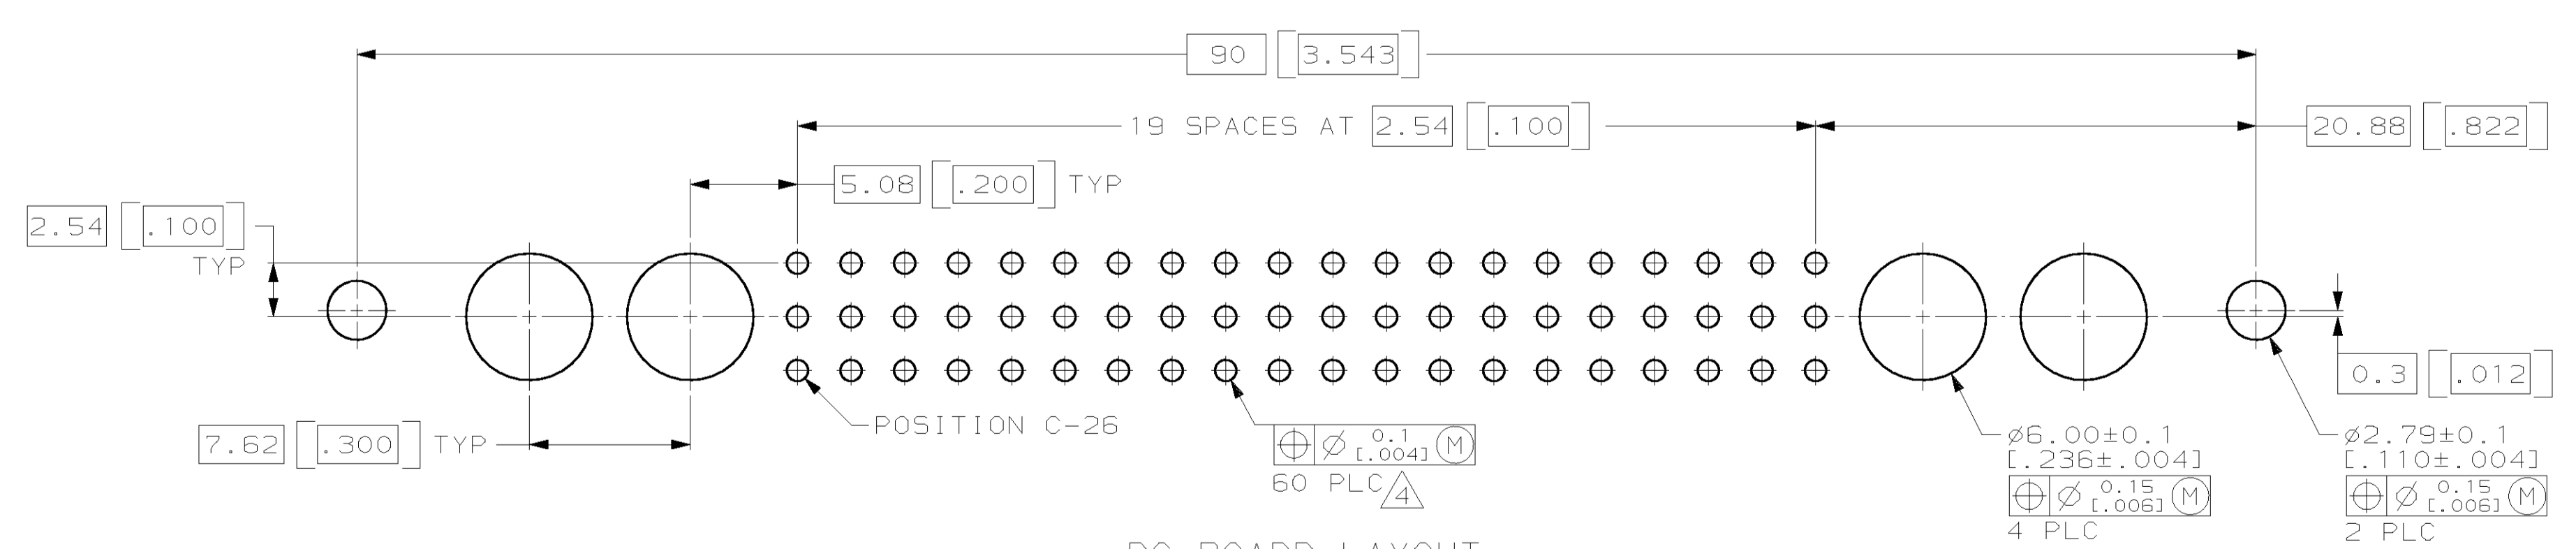 90 [3.543]
19 SPACES AT 2.54 [.100]
20.88 [.822]
5.08 [.200] TYP
2.54 [.100]
TYP
0.3 [.012]
POSITION C-26
7.62 [.300] TYP
⌖ ⌀ 0.1 [.004] Ⓜ
60 PLC 4
⌀6.00±0.1
[.236±.004]
⌖ ⌀ 0.15 [.006] Ⓜ
4 PLC
⌀2.79±0.1
[.110±.004]
⌖ ⌀ 0.15 [.006] Ⓜ
2 PLC